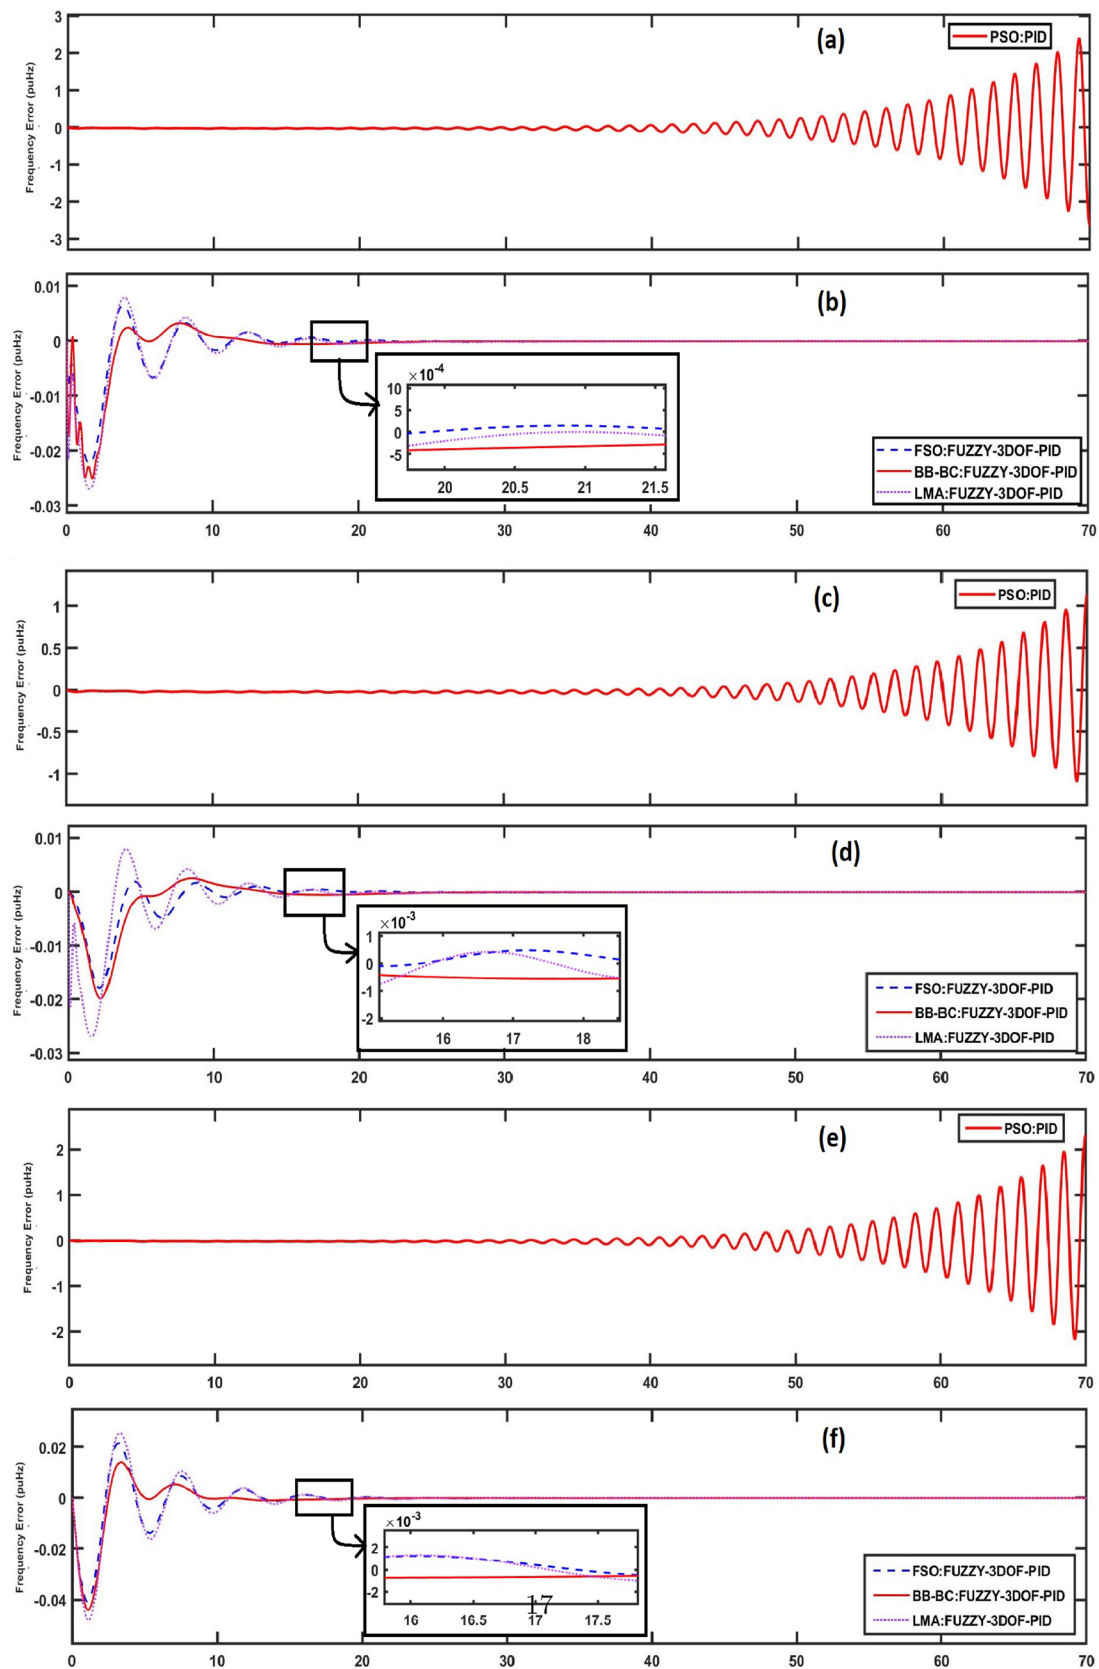 3
2
1
0
-1
-2
-3
Frequency Error (puHz)
(a)
PSO:PID
0.01
0
-0.01
-0.02
-0.03
Frequency Error (puHz)
(b)
×10-4
10
5
0
-5
20 20.5 21 21.5
FSO:FUZZY-3DOF-PID
BB-BC:FUZZY-3DOF-PID
LMA:FUZZY-3DOF-PID
0 10 20 30 40 50 60 70
1
0.5
0
-0.5
-1
Frequency Error (puHz)
(c)
PSO:PID
0.01
0
-0.01
-0.02
-0.03
Frequency Error (puHz)
(d)
×10-3
1
0
-1
-2
16 17 18
FSO:FUZZY-3DOF-PID
BB-BC:FUZZY-3DOF-PID
LMA:FUZZY-3DOF-PID
0 10 20 30 40 50 60 70
2
1
0
-1
-2
Frequency Error (puHz)
(e)
PSO:PID
0 10 20 30 40 50 60 70
0.02
0
-0.02
-0.04
Frequency Error (puHz)
(f)
×10-3
2
0
-2
16 16.5 17 17.5
17
FSO:FUZZY-3DOF-PID
BB-BC:FUZZY-3DOF-PID
LMA:FUZZY-3DOF-PID
0 10 20 30 40 50 60 70